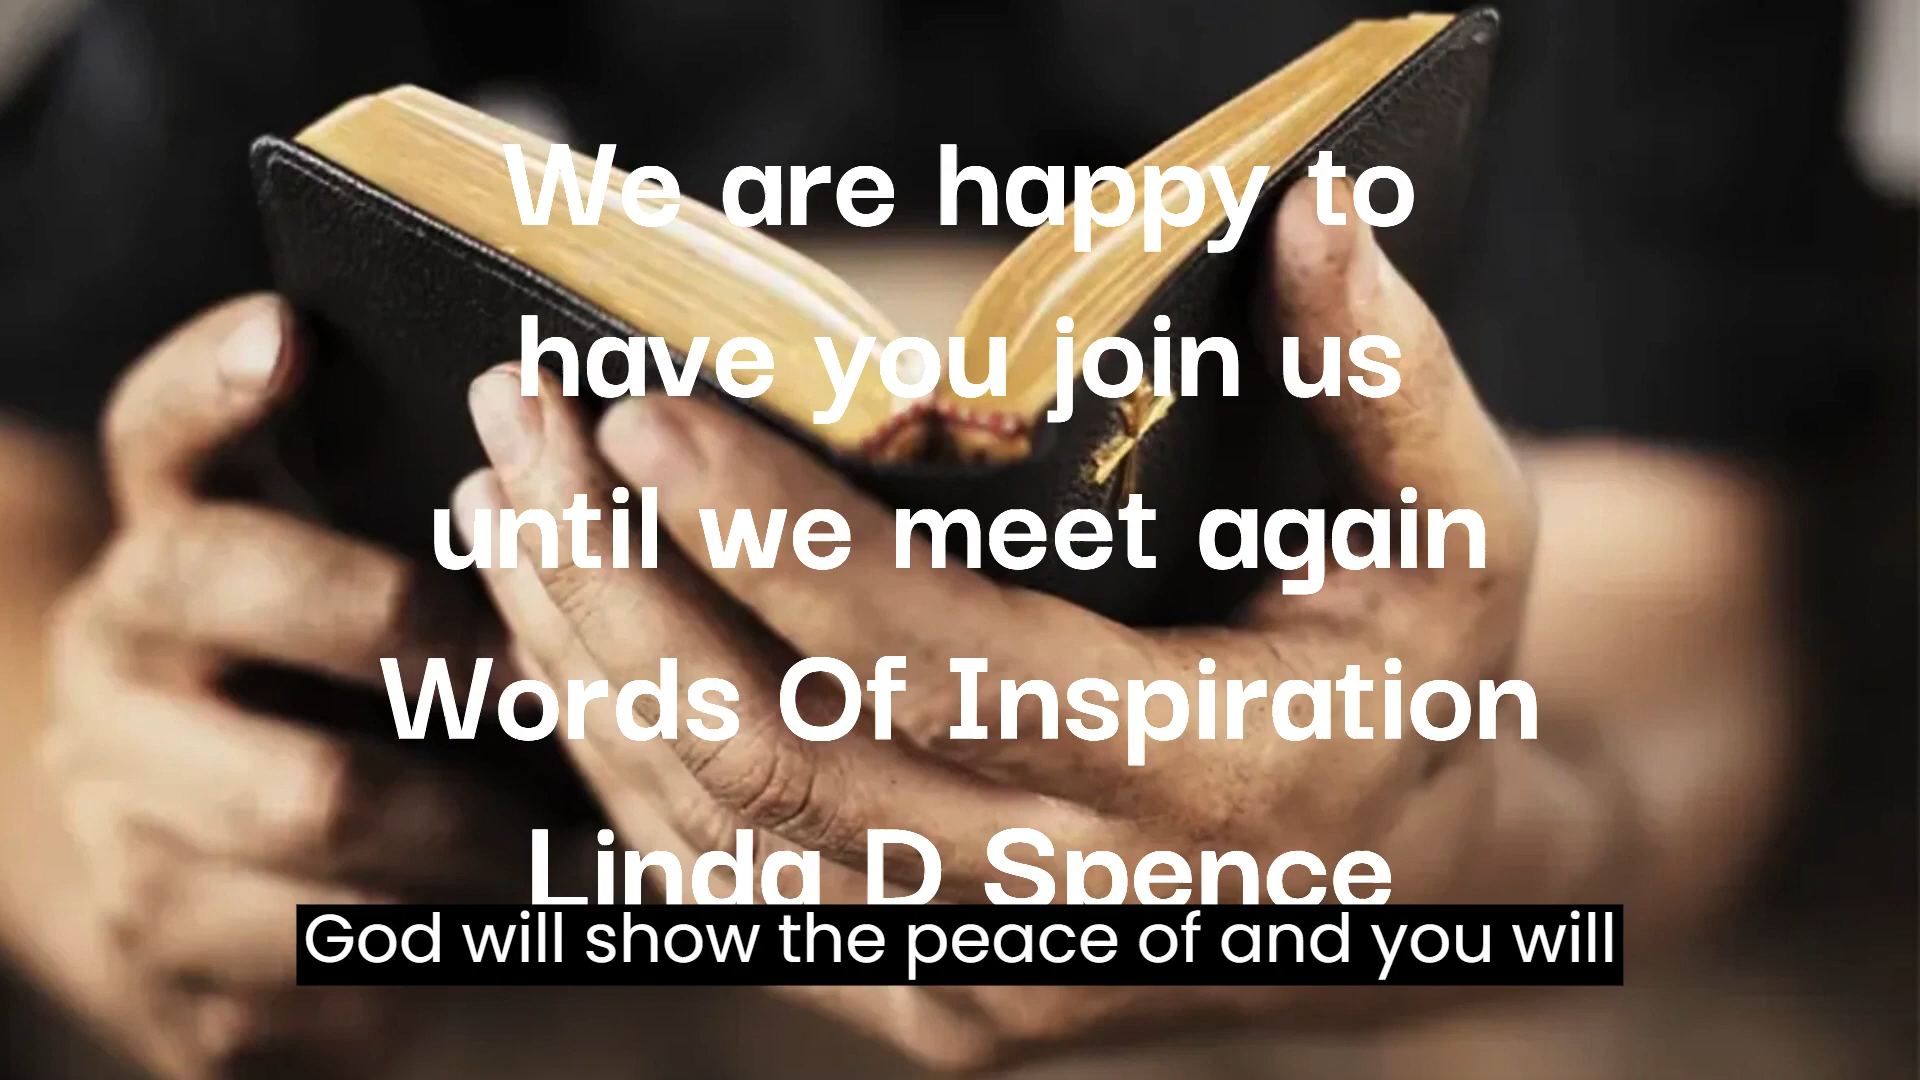 We are happy to
have you join us
until we meet again
Words Of Inspiration
Linda D Spence
God will show the peace of and you will